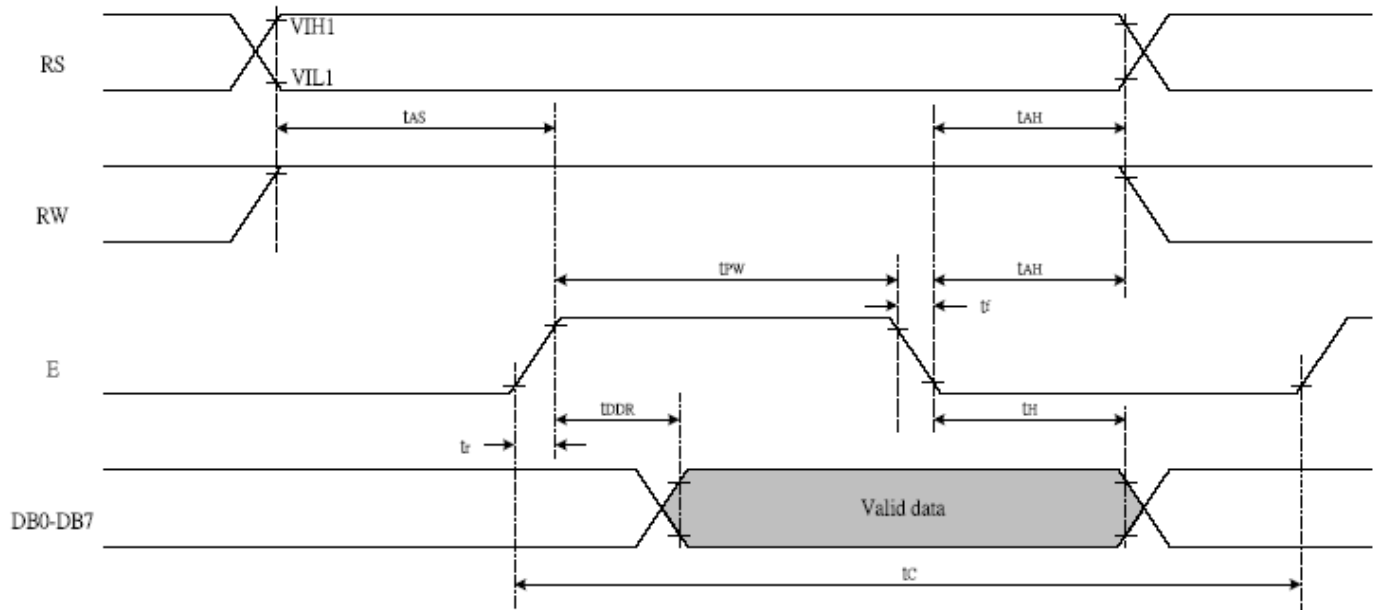 VIH1
RS
VIL1
tAS
tAH
RW
tPW
tAH
tf
E
tDDR
tH
tr
Valid data
DB0-DB7
tC